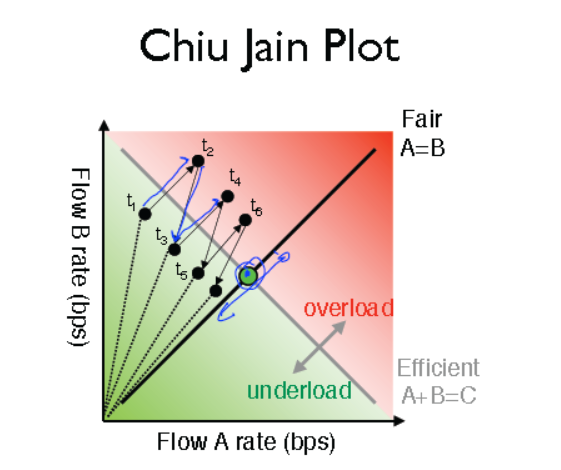 Chiu Jain Plot
Fair
A=B
t2
t4
t1
t6
t3
t5
Flow B rate (bps)
overload
Efficient
A+B=C
underload
Flow A rate (bps)